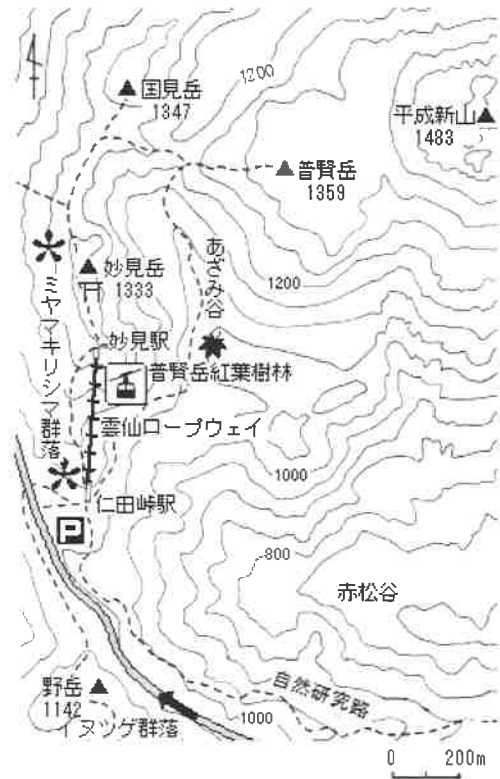 1200
国見岳
1347
平成新山
1483
普賢岳
1359
あざみ谷
1200
妙見岳
1333
ミヤマキリシマ群落
妙見駅
普賢岳紅葉樹林
雲仙ロープウェイ
1000
仁田峠駅
P
800
赤松谷
自然研究路
野岳
1142
イヌツゲ群落
1000
0 200m